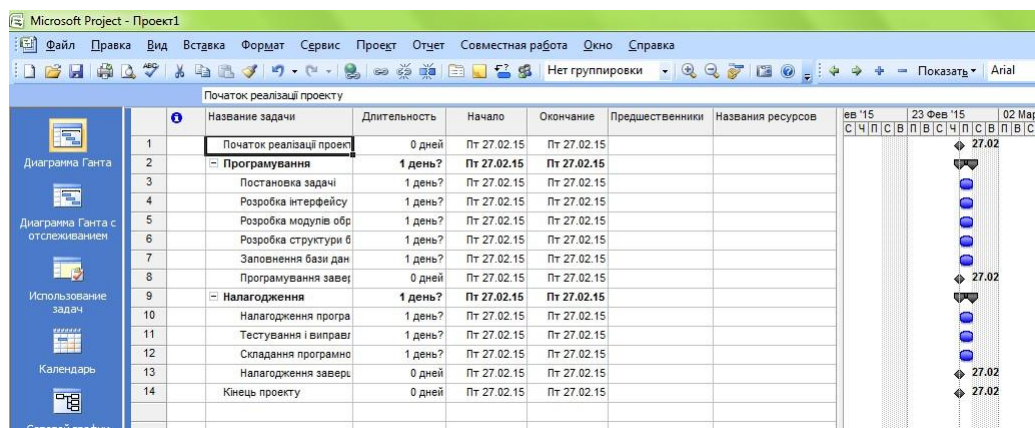 Microsoft Project - Проект1
Файл Правка Вид Вставка Формат Сервис Проект Отчет Совместная работа Окно Справка
Нет группировки Показать Arial
Початок реалізації проекту
Название задачи Длительность Начало Окончание Предшественники Названия ресурсов ев '15 23 Фев '15 02 Мар
С Ч П С В П В С Ч П С В П В С
1 Початок реалізації проект 0 дней Пт 27.02.15 Пт 27.02.15 27.02
Диаграмма Ганта 2 Програмування 1 день? Пт 27.02.15 Пт 27.02.15
3 Постановка задачі 1 день? Пт 27.02.15 Пт 27.02.15
4 Розробка інтерфейсу 1 день? Пт 27.02.15 Пт 27.02.15
Диаграмма Ганта с отслеживанием 5 Розробка модулів обр 1 день? Пт 27.02.15 Пт 27.02.15
6 Розробка структури б 1 день? Пт 27.02.15 Пт 27.02.15
7 Заповнення бази дан 1 день? Пт 27.02.15 Пт 27.02.15
8 Програмування завер 0 дней Пт 27.02.15 Пт 27.02.15 27.02
Использование задач 9 Налагодження 1 день? Пт 27.02.15 Пт 27.02.15
10 Налагодження програ 1 день? Пт 27.02.15 Пт 27.02.15
11 Тестування і виправл 1 день? Пт 27.02.15 Пт 27.02.15
12 Складання програмно 1 день? Пт 27.02.15 Пт 27.02.15
Календарь 13 Налагодження заверш 0 дней Пт 27.02.15 Пт 27.02.15 27.02
14 Кінець проекту 0 дней Пт 27.02.15 Пт 27.02.15 27.02